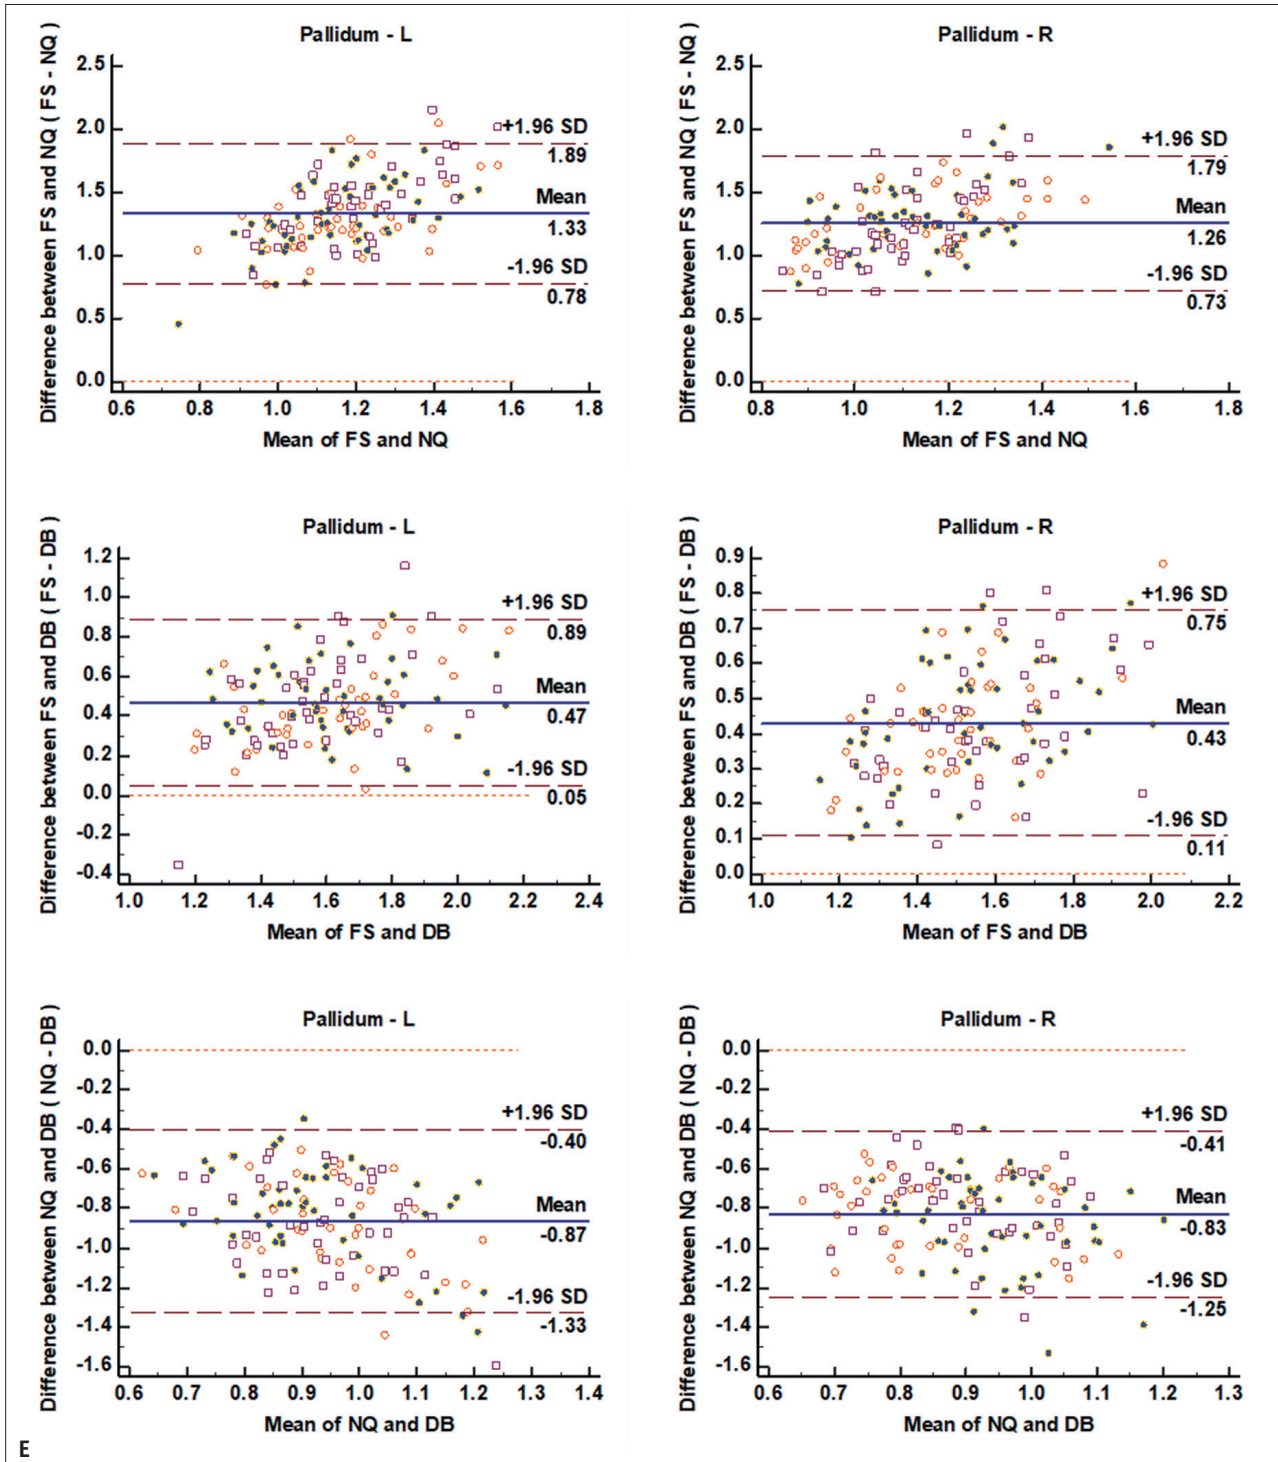 Pallidum - L
Difference between FS and NQ ( FS - NQ)
2.5
2.0
1.5
1.0
0.5
0.0
+1.96 SD
1.89
Mean
1.33
-1.96 SD
0.78
0.6 0.8 1.0 1.2 1.4 1.6 1.8
Mean of FS and NQ
Pallidum - R
Difference between FS and NQ ( FS - NQ)
2.5
2.0
1.5
1.0
0.5
0.0
+1.96 SD
1.79
Mean
1.26
-1.96 SD
0.73
0.8 1.0 1.2 1.4 1.6 1.8
Mean of FS and NQ
Pallidum - L
Difference between FS and DB ( FS - DB )
1.2
1.0
0.8
0.6
0.4
0.2
0.0
-0.2
-0.4
+1.96 SD
0.89
Mean
0.47
-1.96 SD
0.05
1.0 1.2 1.4 1.6 1.8 2.0 2.2 2.4
Mean of FS and DB
Pallidum - R
Difference between FS and DB ( FS - DB )
0.9
0.8
0.7
0.6
0.5
0.4
0.3
0.2
0.1
0.0
+1.96 SD
0.75
Mean
0.43
-1.96 SD
0.11
1.0 1.2 1.4 1.6 1.8 2.0 2.2
Mean of FS and DB
Pallidum - L
Difference between NQ and DB ( NQ - DB )
0.0
-0.2
-0.4
-0.6
-0.8
-1.0
-1.2
-1.4
-1.6
+1.96 SD
-0.40
Mean
-0.87
-1.96 SD
-1.33
0.6 0.7 0.8 0.9 1.0 1.1 1.2 1.3 1.4
Mean of NQ and DB
Pallidum - R
Difference between NQ and DB ( NQ - DB )
0.0
-0.2
-0.4
-0.6
-0.8
-1.0
-1.2
-1.4
-1.6
+1.96 SD
-0.41
Mean
-0.83
-1.96 SD
-1.25
0.6 0.7 0.8 0.9 1.0 1.1 1.2 1.3
Mean of NQ and DB
E